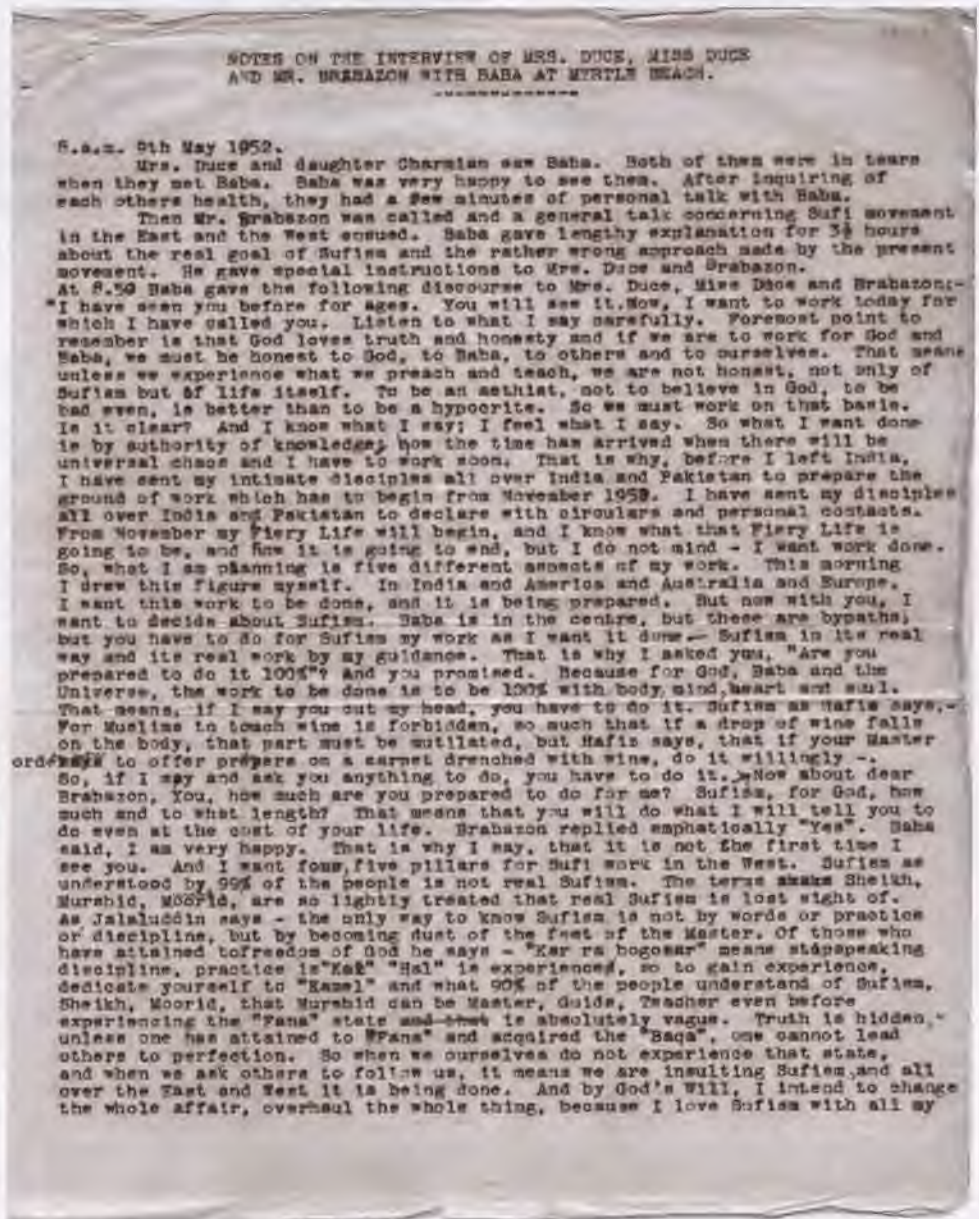 NOTES ON THE INTERVIEW OF MRS. DUCE, MISS DUCE
AND MR. BRABAZON WITH BABA AT MYRTLE BEACH.
8.a.m. 9th May 1952.
Mrs. Duce and daughter Charmian saw Baba. Both of them were in tears
when they met Baba. Baba was very happy to see them. After inquiring of
each others health, they had a few minutes of personal talk with Baba.
Then Mr. Brabazon was called and a general talk concerning Sufi movement
in the East and the West ensued. Baba gave lengthy explanation for 3½ hours
about the real goal of Sufism and the rather wrong approach made by the present
movement. He gave special instructions to Mrs. Duce and Brabazon.
At 8.50 Baba gave the following discourse to Mrs. Duce, Miss Duce and Brabazon:-
"I have seen you before for ages. You will see it. Now, I want to work today for
which I have called you. Listen to what I say carefully. Foremost point to
remember is that God loves truth and honesty and if we are to work for God and
Baba, we must be honest to God, to Baba, to others and to ourselves. That means
unless we experience what we preach and teach, we are not honest, not only of
Sufism but of life itself. To be an aethist, not to believe in God, to be
bad even, is better than to be a hypocrite. So we must work on that basis.
Is it clear? And I know what I say; I feel what I say. So what I want done
is by authority of knowledge; now the time has arrived when there will be
universal chaos and I have to work soon. That is why, before I left India,
I have sent my intimate disciples all over India and Pakistan to prepare the
ground of work which has to begin from November 1952. I have sent my disciples
all over India and Pakistan to declare with circulars and personal contacts.
From November my Fiery Life will begin, and I know what that Fiery Life is
going to be, and how it is going to end, but I do not mind - I want work done.
So, what I am planning is five different aspects of my work. This morning
I drew this figure myself. In India and America and Australia and Europe.
I want this work to be done, and it is being prepared. But now with you, I
want to decide about Sufism. Baba is in the centre, but these are bypaths;
but you have to do for Sufism my work as I want it done - Sufism in its real
way and its real work by my guidance. That is why I asked you, "Are you
prepared to do it 100%"? and you promised. Because for God, Baba and the
Universe, the work to be done is to be 100% with body, mind, heart and soul.
That means, if I say you cut my head, you have to do it. Sufism as Hafiz says,-
For Muslims to touch wine is forbidden, so much that if a drop of wine falls
on the body, that part must be mutilated, but Hafiz says, that if your Master
orders to offer prayers on a carpet drenched with wine, do it willingly -.
So, if I say and ask you anything to do, you have to do it. Now about dear
Brabazon, You, how much are you prepared to do for me? Sufism, for God, how
much and to what length? That means that you will do what I will tell you to
do even at the cost of your life. Brabazon replied emphatically "Yes". Baba
said, I am very happy. That is why I say, that it is not the first time I
see you. And I want four, five pillars for Sufi work in the West. Sufism as
understood by 99% of the people is not real Sufism. The terms Sheikh,
Murshid, Moorid, are so lightly treated that real Sufism is lost sight of.
As Jalaluddin says - the only way to know Sufism is not by words or practice
or discipline, but by becoming dust of the feet of the Master. Of those who
have attained tofreedom of God he says - "Kar ra bogosar" means stopspeaking
discipline, practice is "Kal" "Hal" is experienced, so to gain experience,
dedicate yourself to "Kamel" and what 90% of the people understand of Sufism,
Sheikh, Moorid, that Murshid can be Master, Guide, Teacher even before
experiencing the "Fana" state and that is absolutely vague. Truth is hidden,
unless one has attained to "Fana" and acquired the "Baqa", one cannot lead
others to perfection. So when we ourselves do not experience that state,
and when we ask others to follow us, it means we are insulting Sufism, and all
over the East and West it is being done. And by God's Will, I intend to change
the whole affair, overhaul the whole thing, because I love Sufism with all my